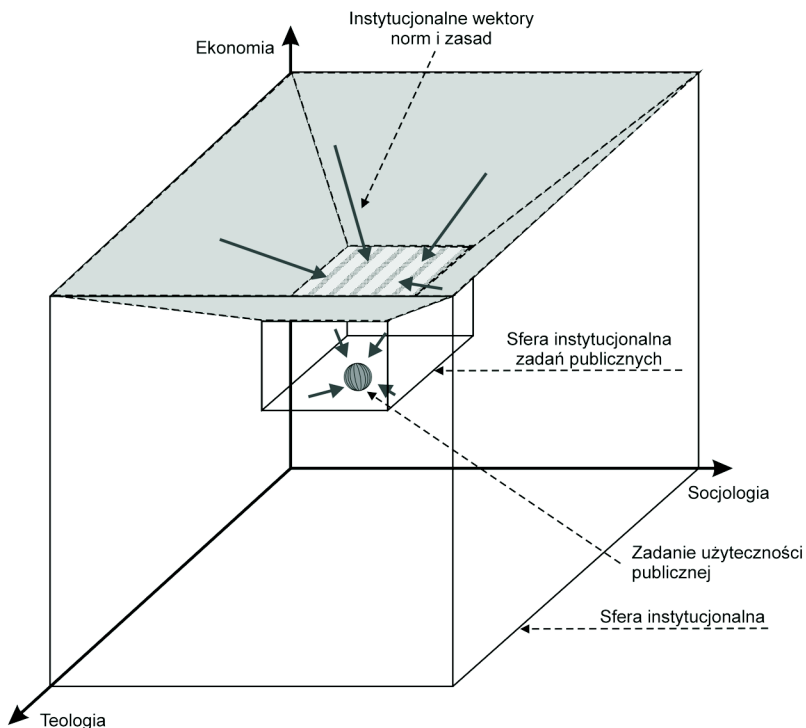 Instytucjonalne wektory
norm i zasad
Ekonomia
Sfera instytucjonalna
zadań publicznych
Socjologia
Zadanie użyteczności
publicznej
Sfera instytucjonalna
Teologia